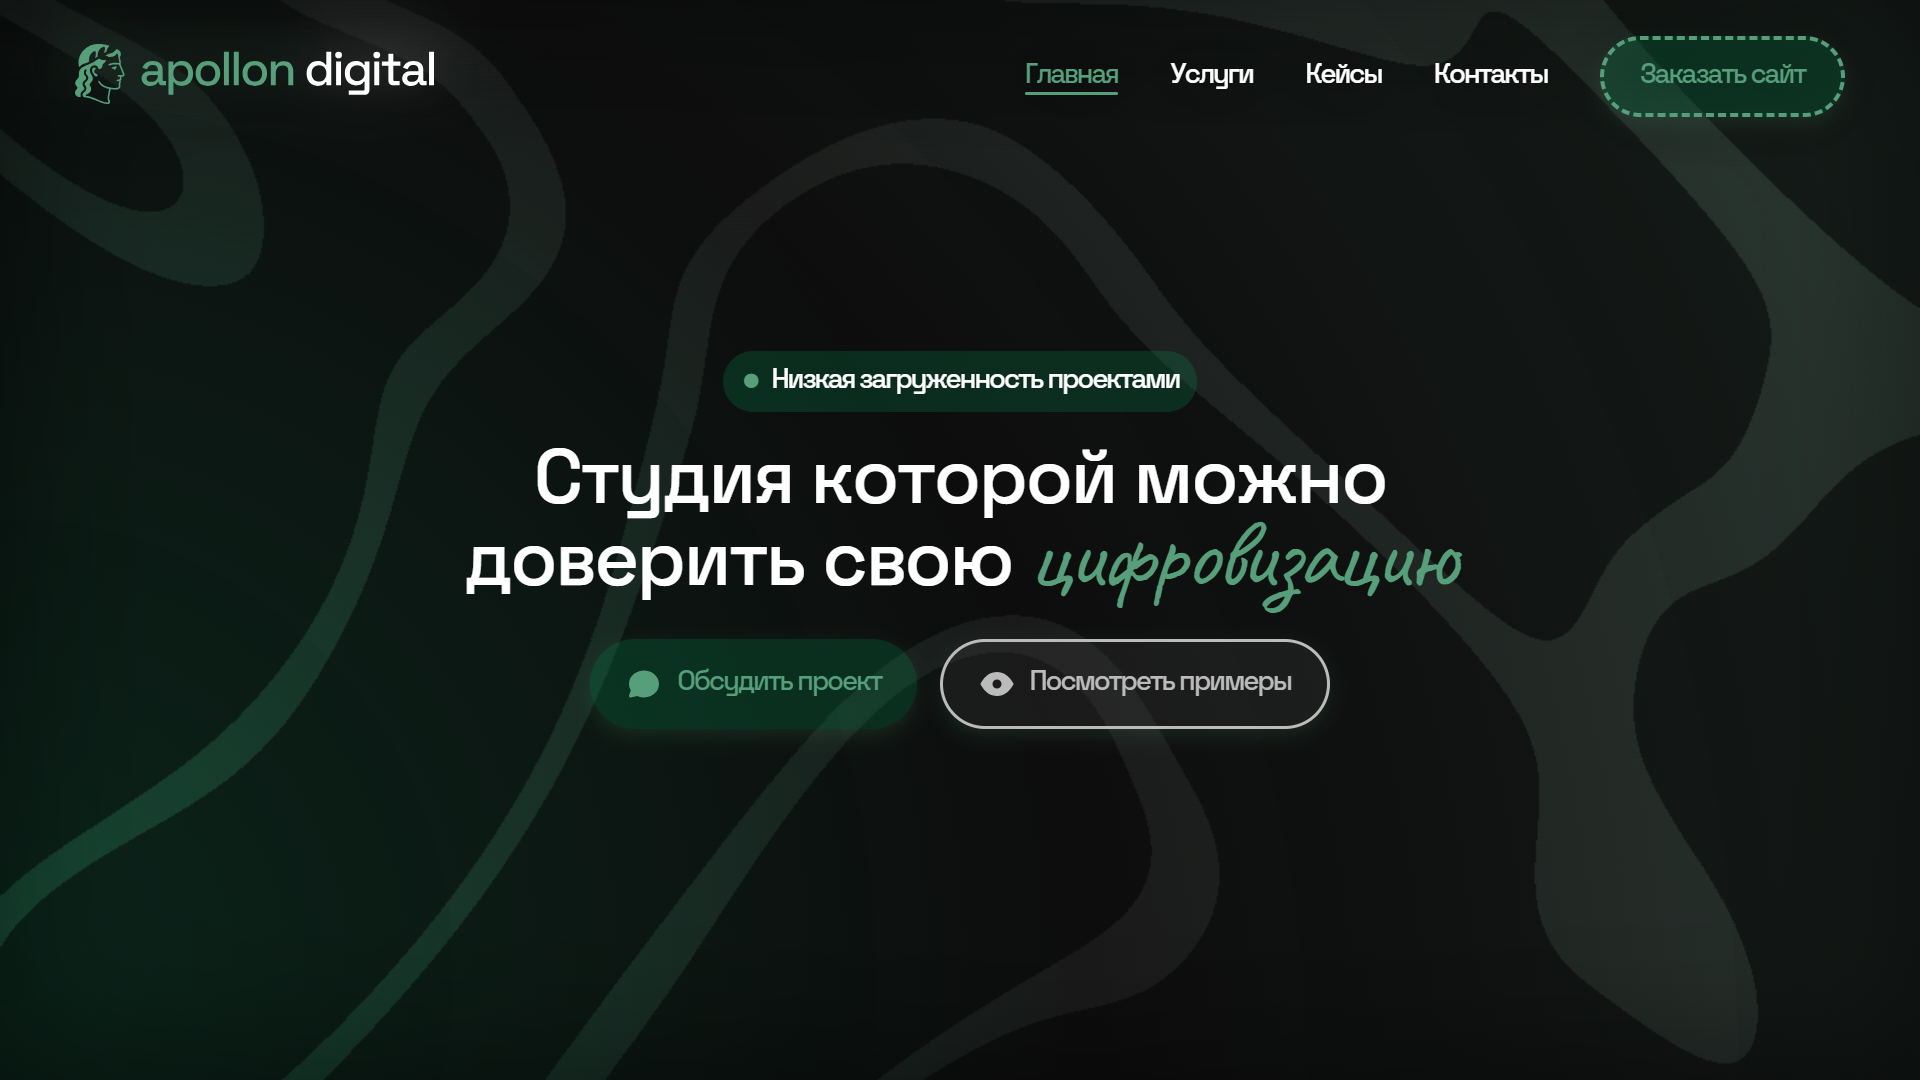 apollon digital
Главная
Услуги
Кейсы
Контакты
Заказать сайт
Низкая загруженность проектами
Студия которой можно
доверить свою цифровизацию
Обсудить проект
Посмотреть примеры